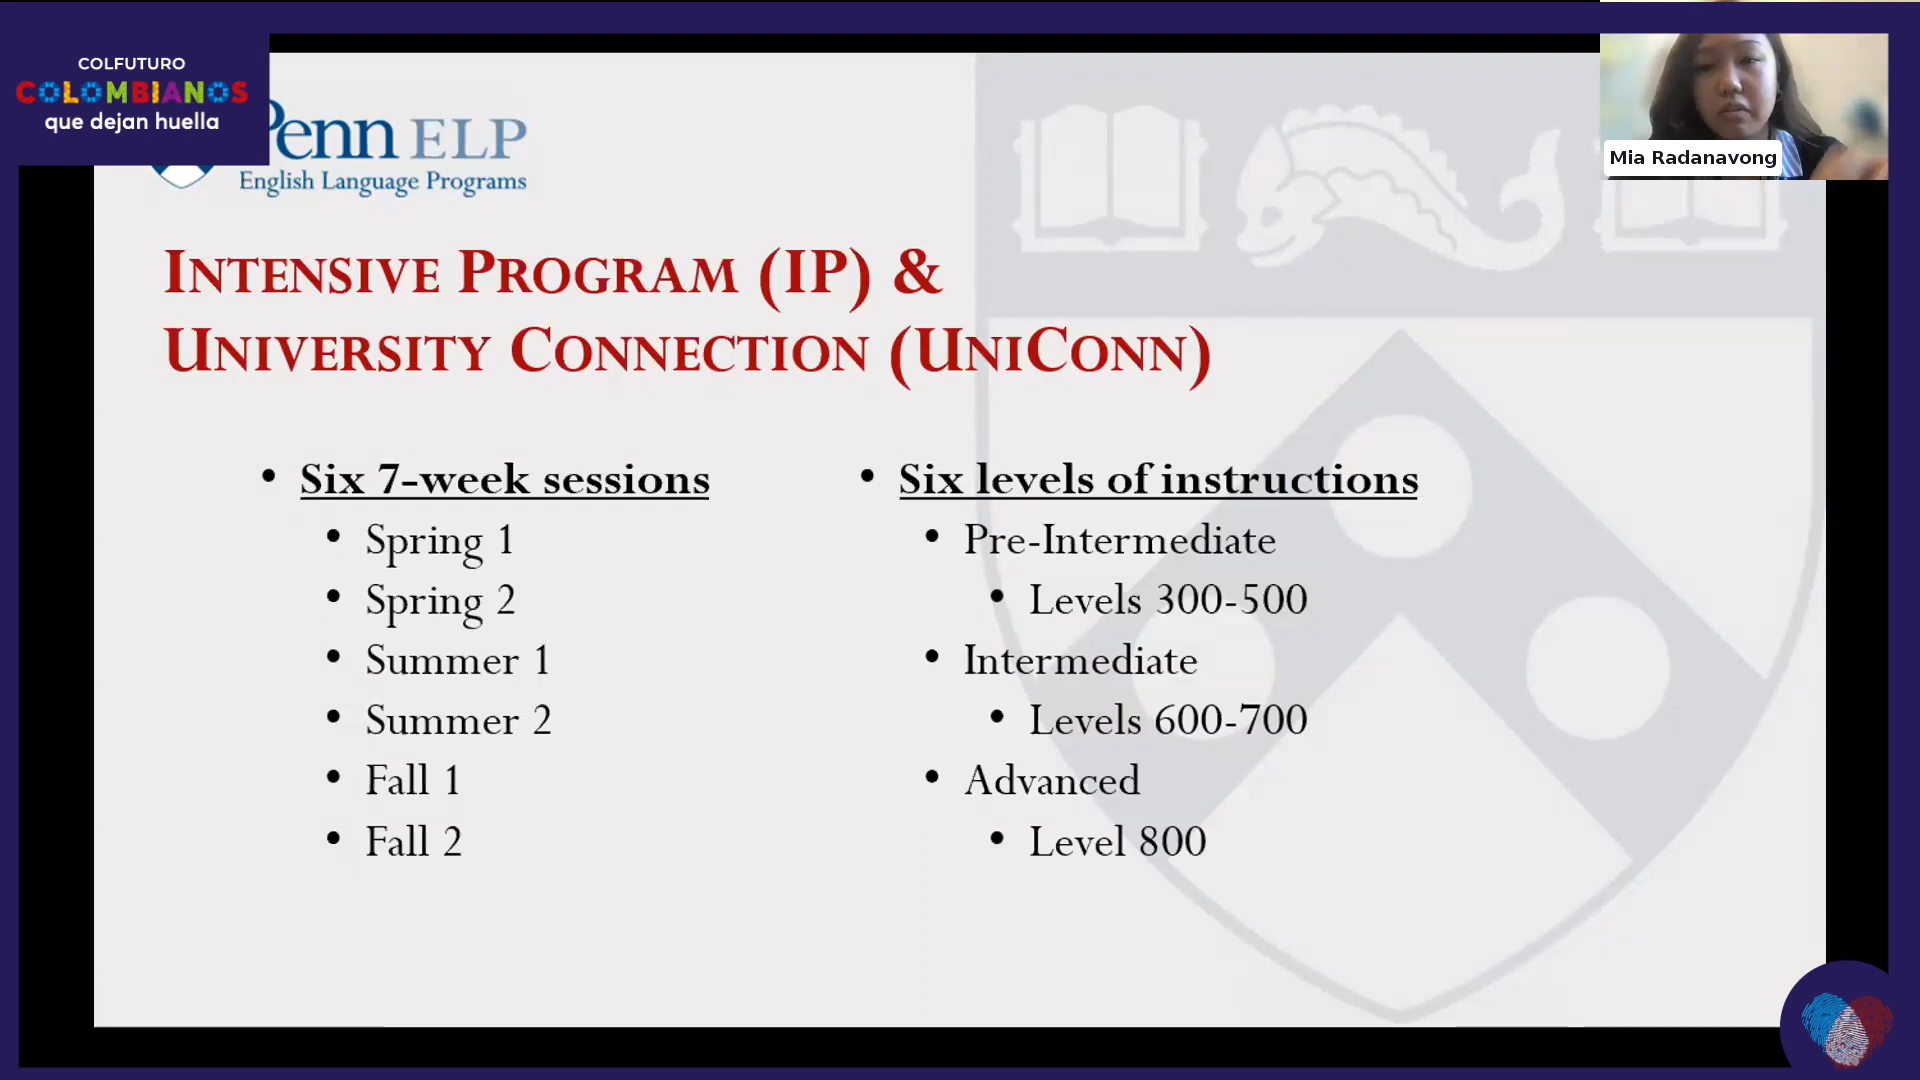 COLFUTURO
COLOMBIANOS
que dejan huella
Penn ELP
English Language Programs
Mia Radanavong
INTENSIVE PROGRAM (IP) &
UNIVERSITY CONNECTION (UNICONN)
• Six 7-week sessions
• Spring 1
• Spring 2
• Summer 1
• Summer 2
• Fall 1
• Fall 2
• Six levels of instructions
• Pre-Intermediate
• Levels 300-500
• Intermediate
• Levels 600-700
• Advanced
• Level 800